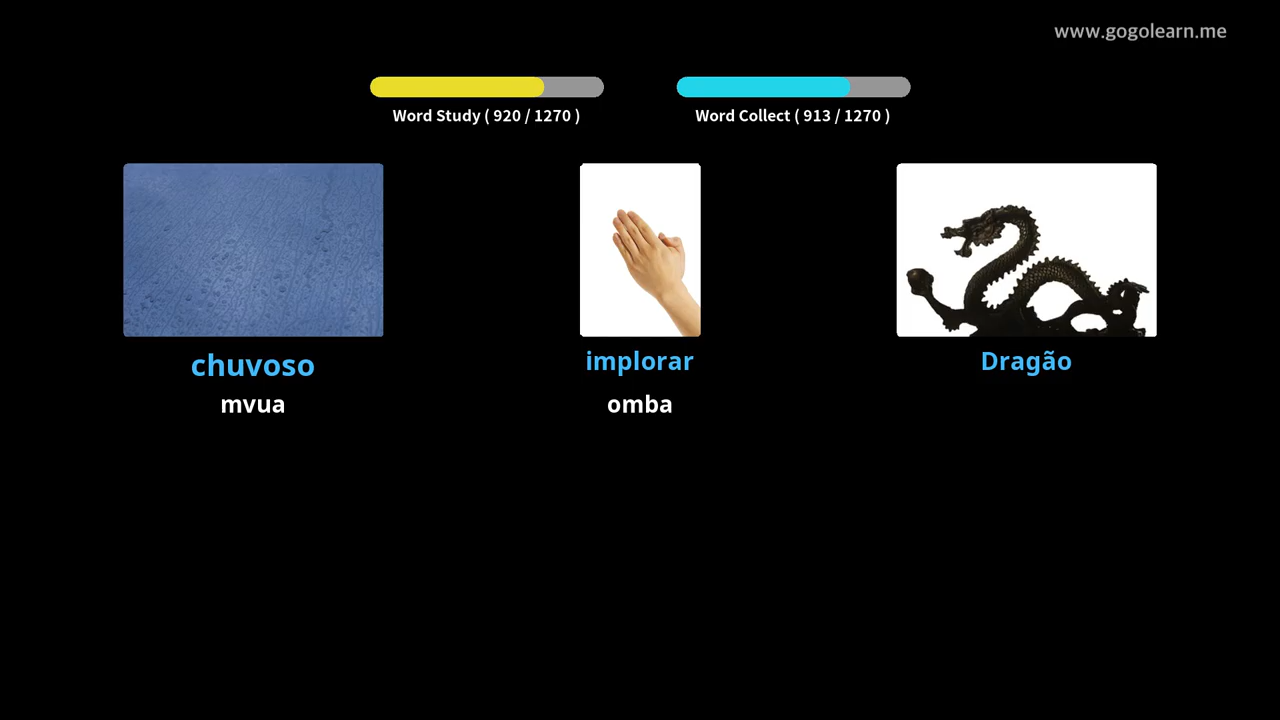 www.gogolearn.me
Word Study ( 920 / 1270 )
Word Collect ( 913 / 1270 )
chuvoso
implorar
Dragão
mvua
omba